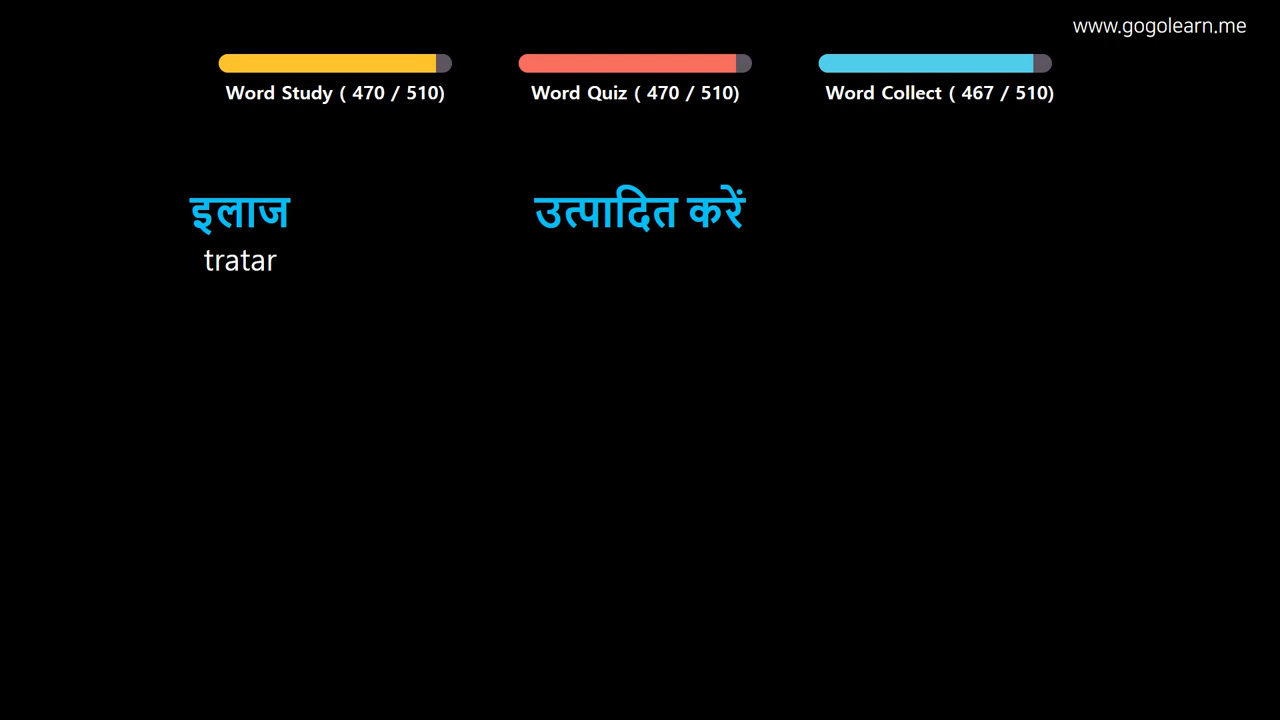 www.gogolearn.me
Word Study ( 470 / 510)
Word Quiz ( 470 / 510)
Word Collect ( 467 / 510)
इलाज
उत्पादित करें
tratar